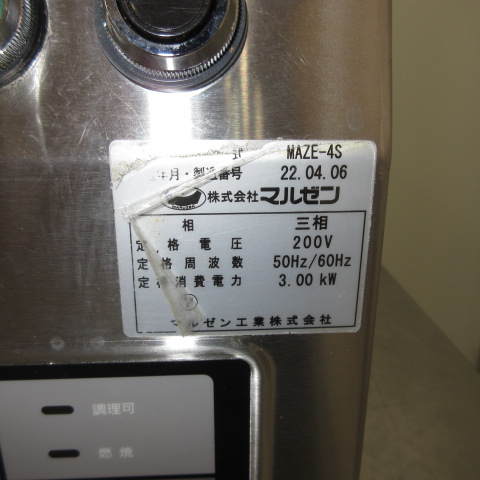 式 MAZE-4S
年月・製造番号 22.04.06
株式会社マルゼン
相 三相
定格電圧 200V
定格周波数 50Hz/60Hz
定格消費電力 3.00 kW
マルゼン工業株式会社
調理可
燃焼